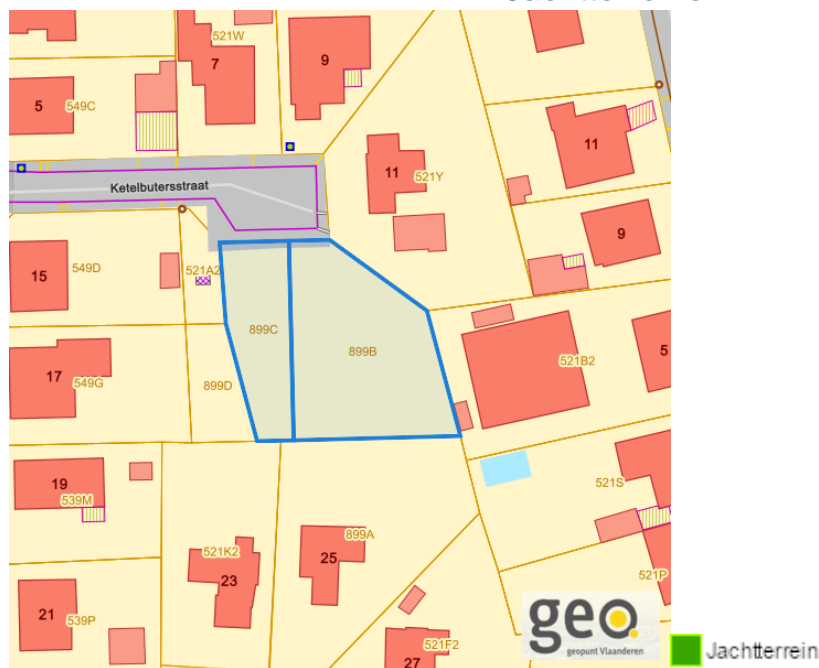 521W
7
9
5
549C
11
11
521Y
Ketelbutersstraat
9
15
549D
521A2
899C
899B
5
17
549G
899D
521B2
19
539M
521S
521K2
23
25
899A
521P
21
539P
geo
geopunt Vlaanderen
27
521F2
Jachtterrein